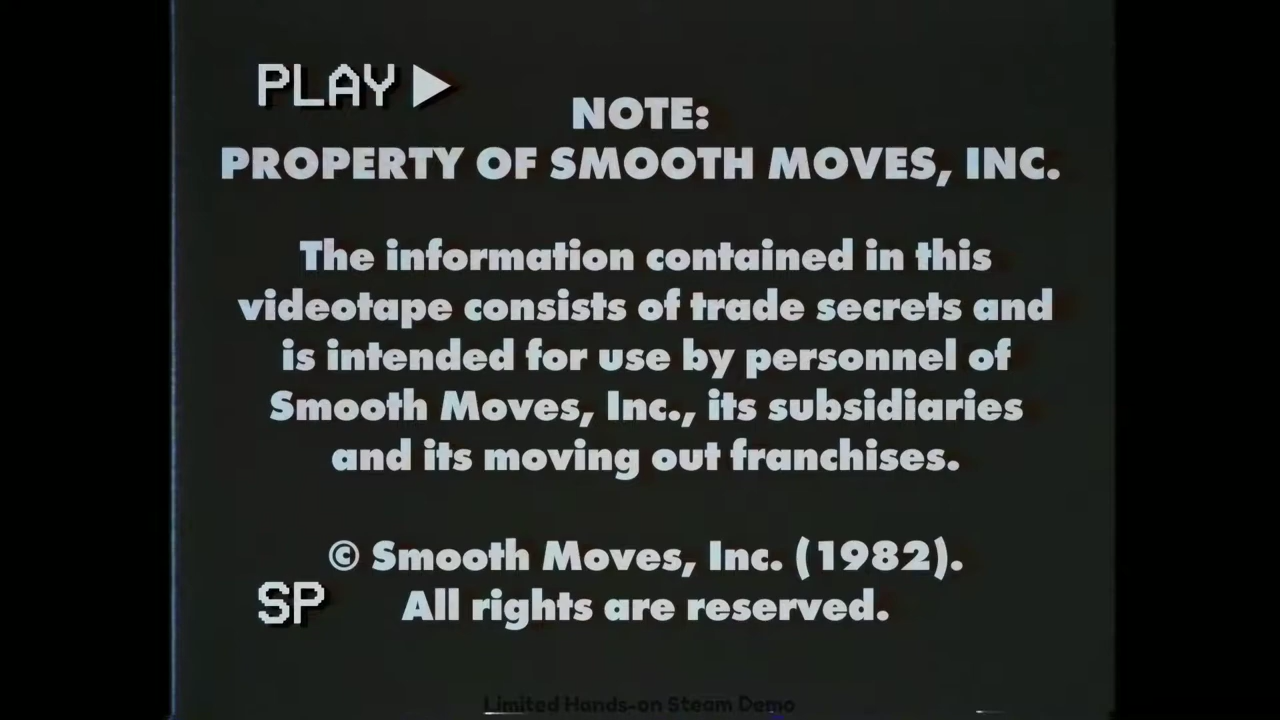 PLAY
NOTE:
PROPERTY OF SMOOTH MOVES, INC.
The information contained in this
videotape consists of trade secrets and
is intended for use by personnel of
Smooth Moves, Inc., its subsidiaries
and its moving out franchises.
© Smooth Moves, Inc. (1982).
SP
All rights are reserved.
Limited Hands-on Steam Demo